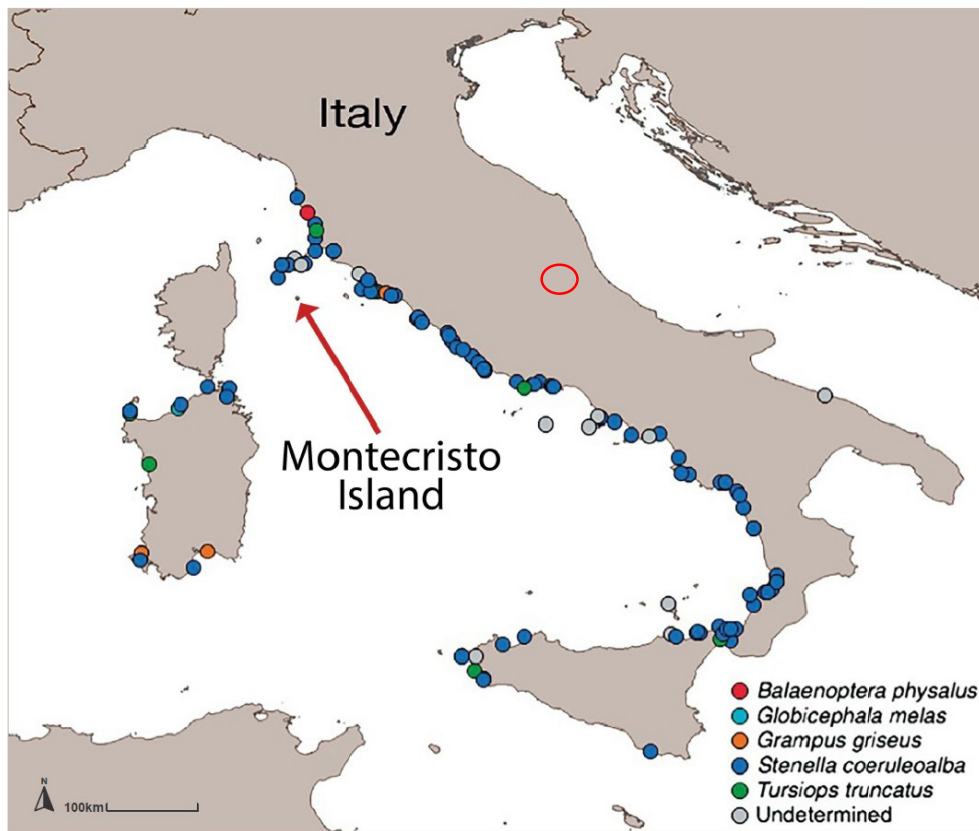 Italy
Montecristo
Island
Balaenoptera physalus
Globicephala melas
Grampus griseus
Stenella coeruleoalba
Tursiops truncatus
Undetermined
N
100km